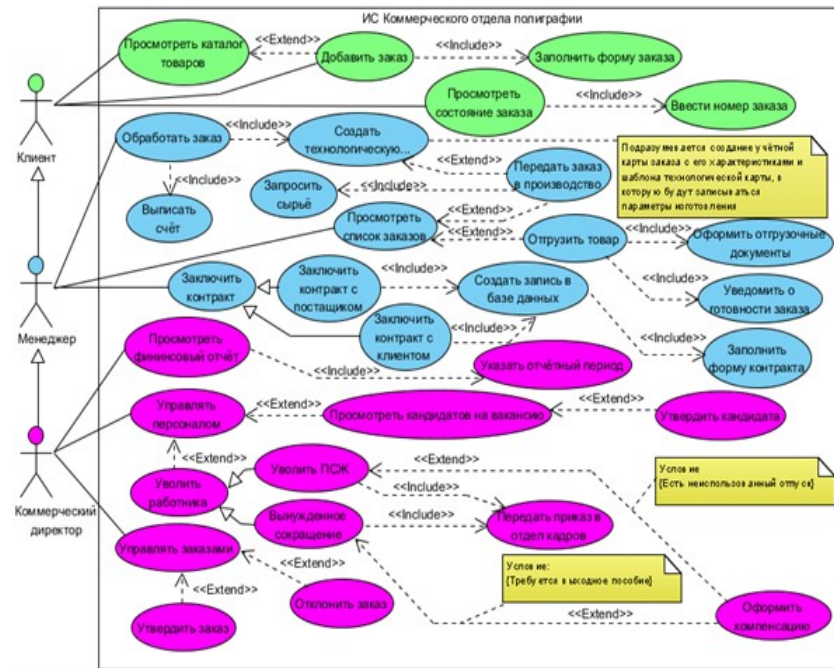 ИС Коммерческого отдела полиграфии
Просмотреть каталог
товаров
<<Extend>>
Добавить заказ
<<Include>>
Заполнить форму заказа
Просмотреть
состояние заказа
<<Include>>
Ввести номер заказа
Клиент
Обработать заказ
<<Include>>
Создать
технологическую...
Подразумевается создание учётной
карты заказа с его характеристиками и
шаблона технологической карты, в
которую будут записываться
параметры изготовления
<<Extend>>
Передать заказ
в производство
<<Include>>
Выписать
счёт
Запросить
сырьё
<<Include>>
Просмотреть
список заказов
<<Extend>>
<<Extend>>
Отгрузить товар
<<Include>>
Оформить отгрузочные
документы
Заключить
контракт
Заключить
контракт с
постащиком
<<Include>>
Создать запись в
базе данных
<<Include>>
Уведомить о
готовности заказа
Менеджер
Заключить
контракт с
клиентом
<<Include>>
<<Include>>
Заполнить
форму контракта
Просмотреть
фининсовый отчёт
<<Include>>
Указать отчётный период
Управлять
персоналом
<<Extend>>
Просмотреть кандидатов на вакансию
<<Extend>>
Утвердить кандидата
Коммерческий
директор
<<Extend>>
Уволить
работника
Уволить ПСЖ
<<Extend>>
Условие:
{Есть неиспользованный отпуск}
<<Include>>
Вынужденное
сокращение
<<Include>>
Передать приказ в
отдел кадров
Управлять заказами
Условие:
{Требуется выходное пособие}
<<Extend>>
<<Extend>>
Отклонить заказ
<<Extend>>
Оформить
компенсацию
Утвердить заказ